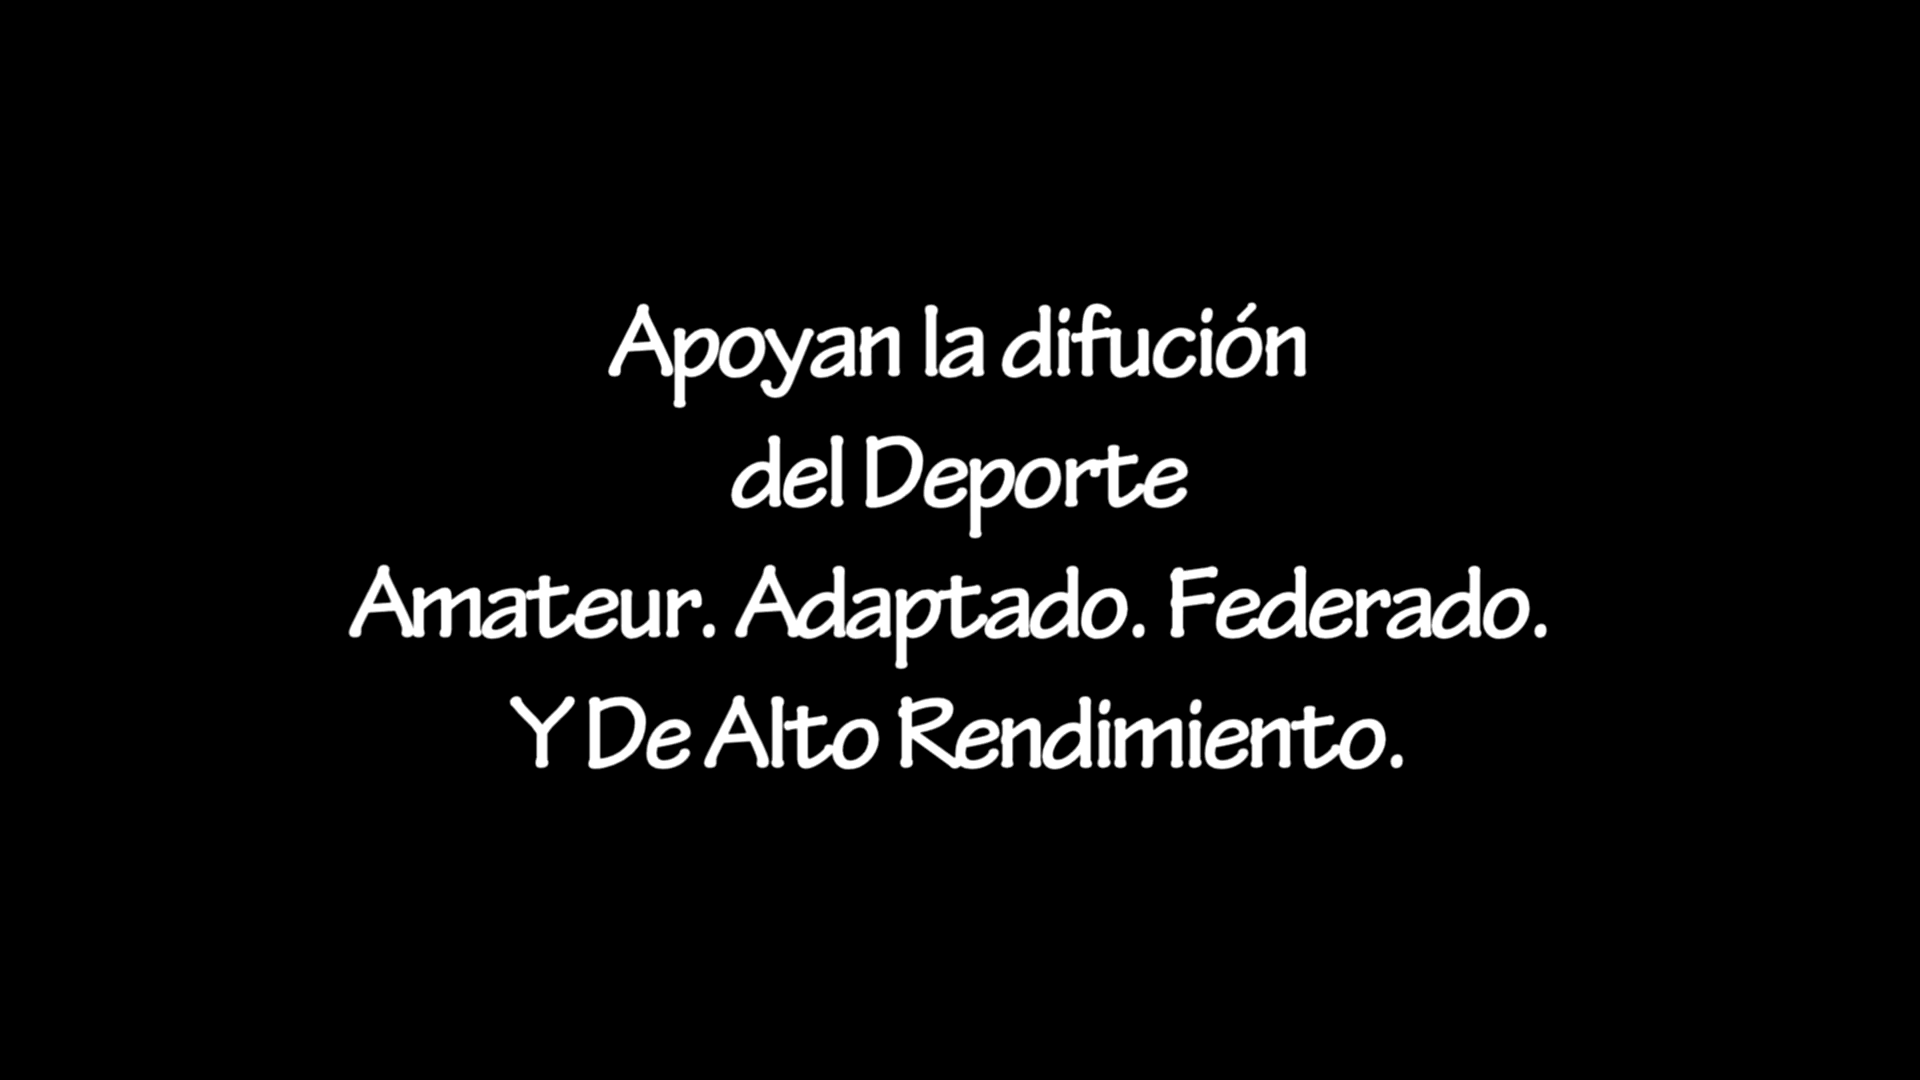 Apoyan la difución
del Deporte
Amateur. Adaptado. Federado.
Y De Alto Rendimiento.